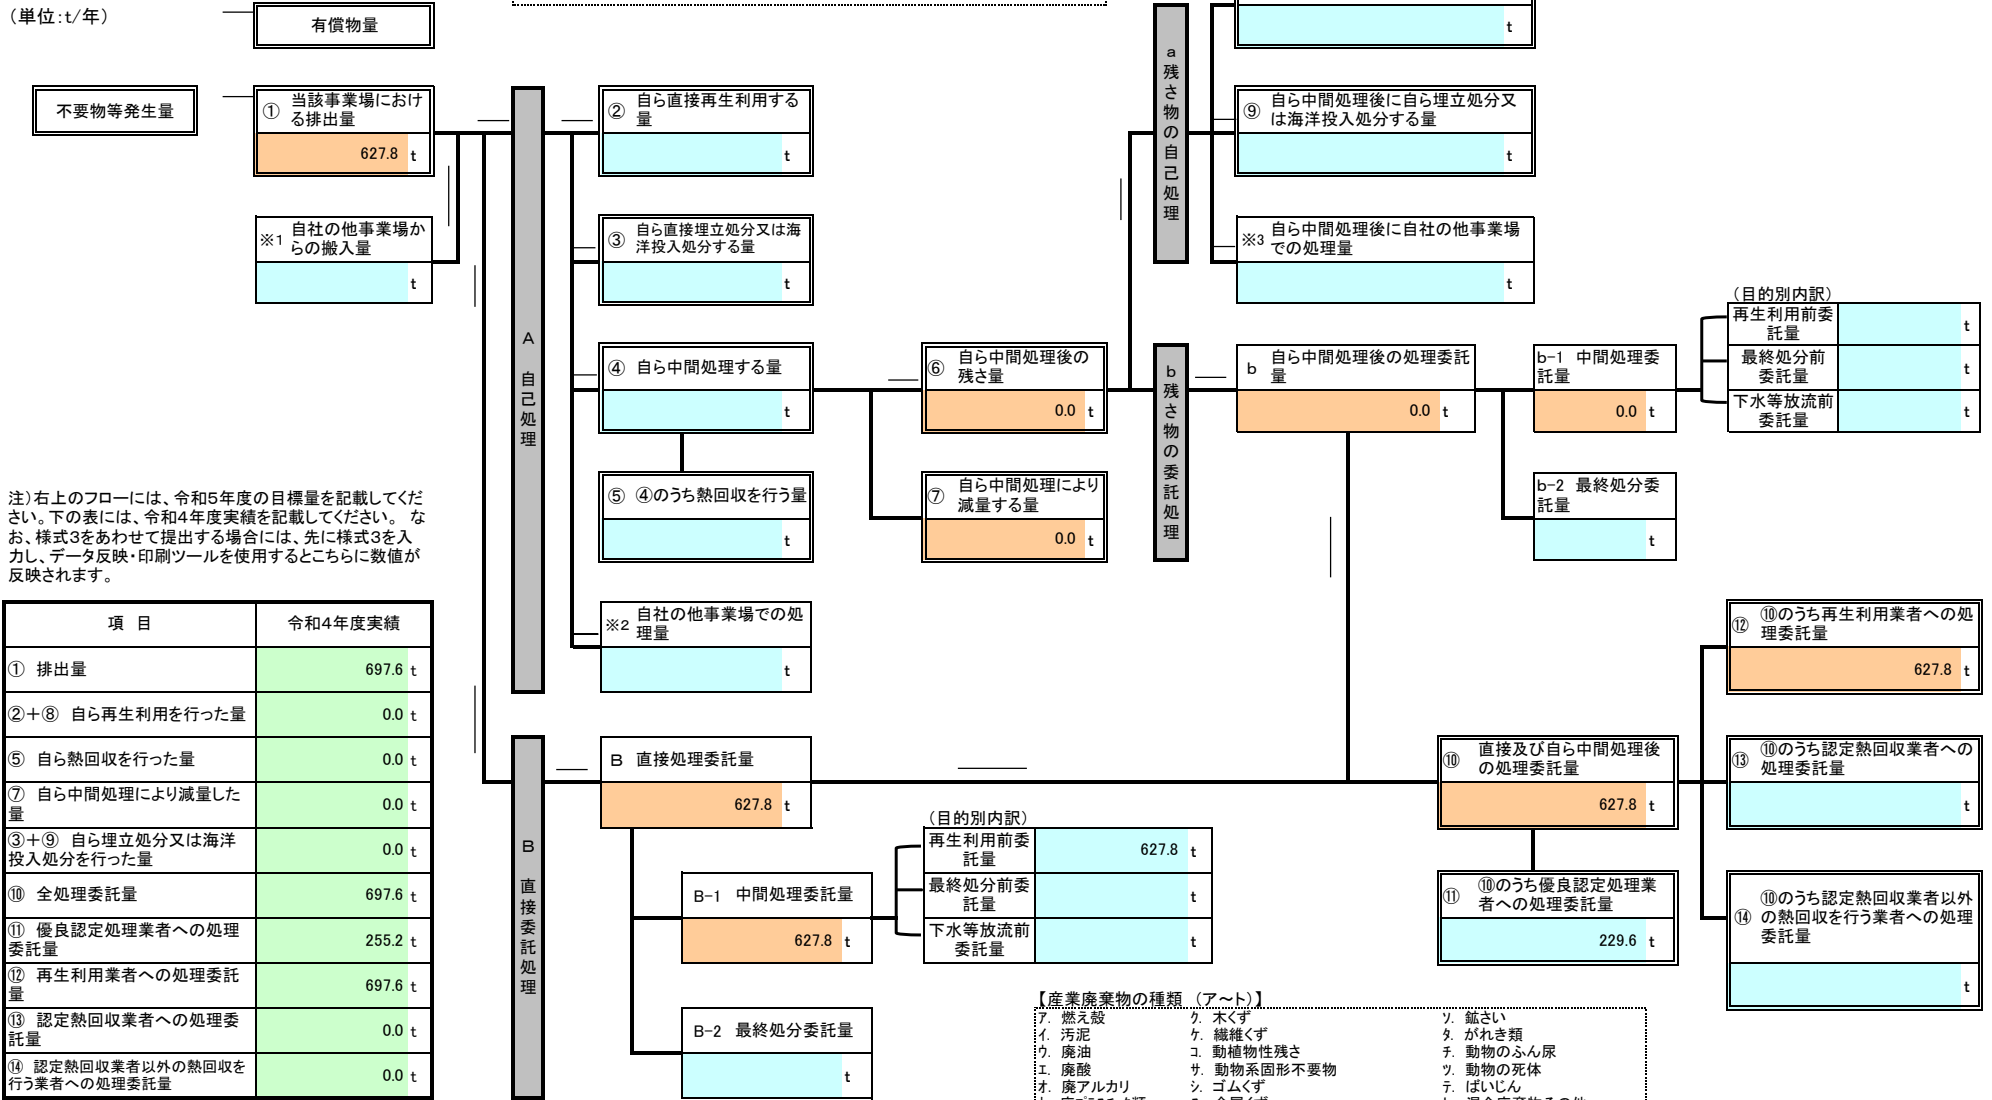 （単位：t/年）
有償物量
t
不要物等発生量
① 当該事業場におけ
る排出量
627.8 t
※1 自社の他事業場か
らの搬入量
t
A 自己処理
② 自ら直接再生利用する
量
t
③ 自ら直接埋立処分又は海
洋投入処分する量
t
④ 自ら中間処理する量
t
⑤ ④のうち熱回収を行う量
t
※2 自社の他事業場での処
理量
t
⑥ 自ら中間処理後の
残さ量
0.0 t
⑦ 自ら中間処理により
減量する量
0.0 t
a 残さ物の自己処理
⑨ 自ら中間処理後に自ら埋立処分又
は海洋投入処分する量
t
※3 自ら中間処理後に自社の他事業場
での処理量
t
b 残さ物の委託処理
b 自ら中間処理後の処理委託
量
0.0 t
b-1 中間処理委
託量
0.0 t
（目的別内訳）
再生利用前委
託量
t
最終処分前
委託量
t
下水等放流前
委託量
t
b-2 最終処分委
託量
t
注）右上のフローには、令和5年度の目標量を記載してくだ
さい。下の表には、令和4年度実績を記載してください。 な
お、様式3をあわせて提出する場合には、先に様式3を入
力し、データ反映・印刷ツールを使用するとこちらに数値が
反映されます。
項 目 令和4年度実績
① 排出量 697.6 t
②＋⑧ 自ら再生利用を行った量 0.0 t
⑤ 自ら熱回収を行った量 0.0 t
⑦ 自ら中間処理により減量した
量 0.0 t
③＋⑨ 自ら埋立処分又は海洋
投入処分を行った量 0.0 t
⑩ 全処理委託量 697.6 t
⑪ 優良認定処理業者への処理
委託量 255.2 t
⑫ 再生利用業者への処理委託
量 697.6 t
⑬ 認定熱回収業者への処理委
託量 0.0 t
⑭ 認定熱回収業者以外の熱回収を
行う業者への処理委託量 0.0 t
B 直接委託処理
B 直接処理委託量
627.8 t
B-1 中間処理委託量
627.8 t
（目的別内訳）
再生利用前委
託量
627.8 t
最終処分前委
託量
t
下水等放流前
委託量
t
B-2 最終処分委託量
t
⑩ 直接及び自ら中間処理後
の処理委託量
627.8 t
⑪ ⑩のうち優良認定処理業
者への処理委託量
229.6 t
⑫ ⑩のうち再生利用業者への処
理委託量
627.8 t
⑬ ⑩のうち認定熱回収業者への
処理委託量
t
⑭ ⑩のうち認定熱回収業者以外
の熱回収を行う業者への処理
委託量
t
【産業廃棄物の種類 （ア～ト）】
ア. 燃え殻 ク. 木くず ソ. 鉱さい
イ. 汚泥 ケ. 繊維くず タ. がれき類
ウ. 廃油 コ. 動植物性残さ チ. 動物のふん尿
エ. 廃酸 サ. 動物系固形不要物 ツ. 動物の死体
オ. 廃アルカリ シ. ゴムくず テ. ばいじん